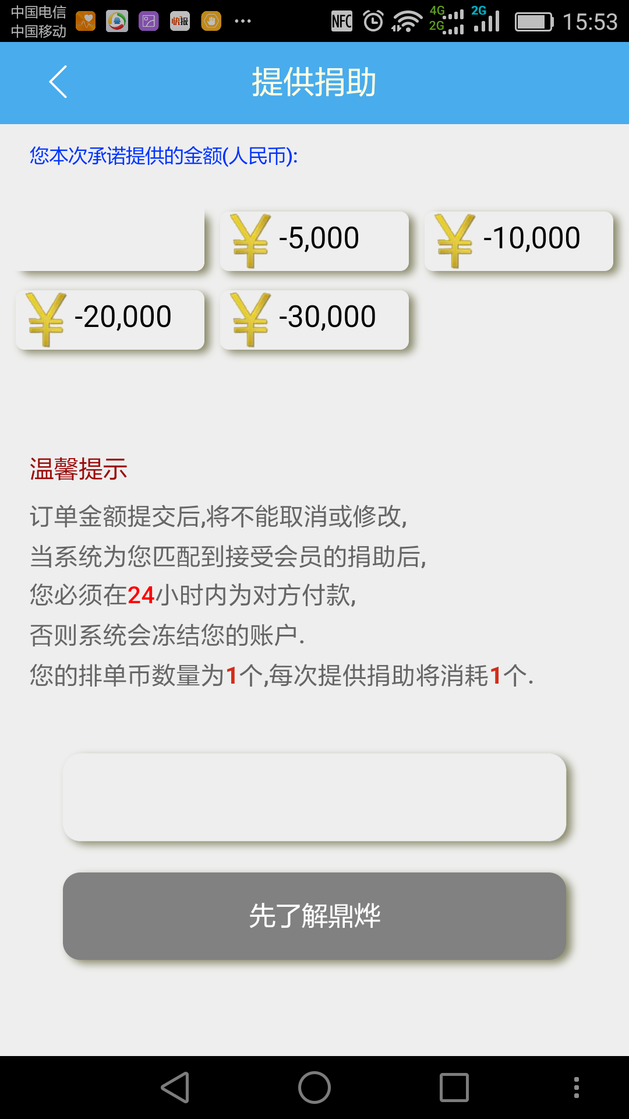 中国电信
中国移动
快报
NFC
4G
2G
2G
15:53
提供捐助
您本次承诺提供的金额(人民币):
-5,000
-10,000
-20,000
-30,000
温馨提示
订单金额提交后,将不能取消或修改,
当系统为您匹配到接受会员的捐助后,
您必须在24小时内为对方付款,
否则系统会冻结您的账户.
您的排单币数量为1个,每次提供捐助将消耗1个.
先了解鼎烨